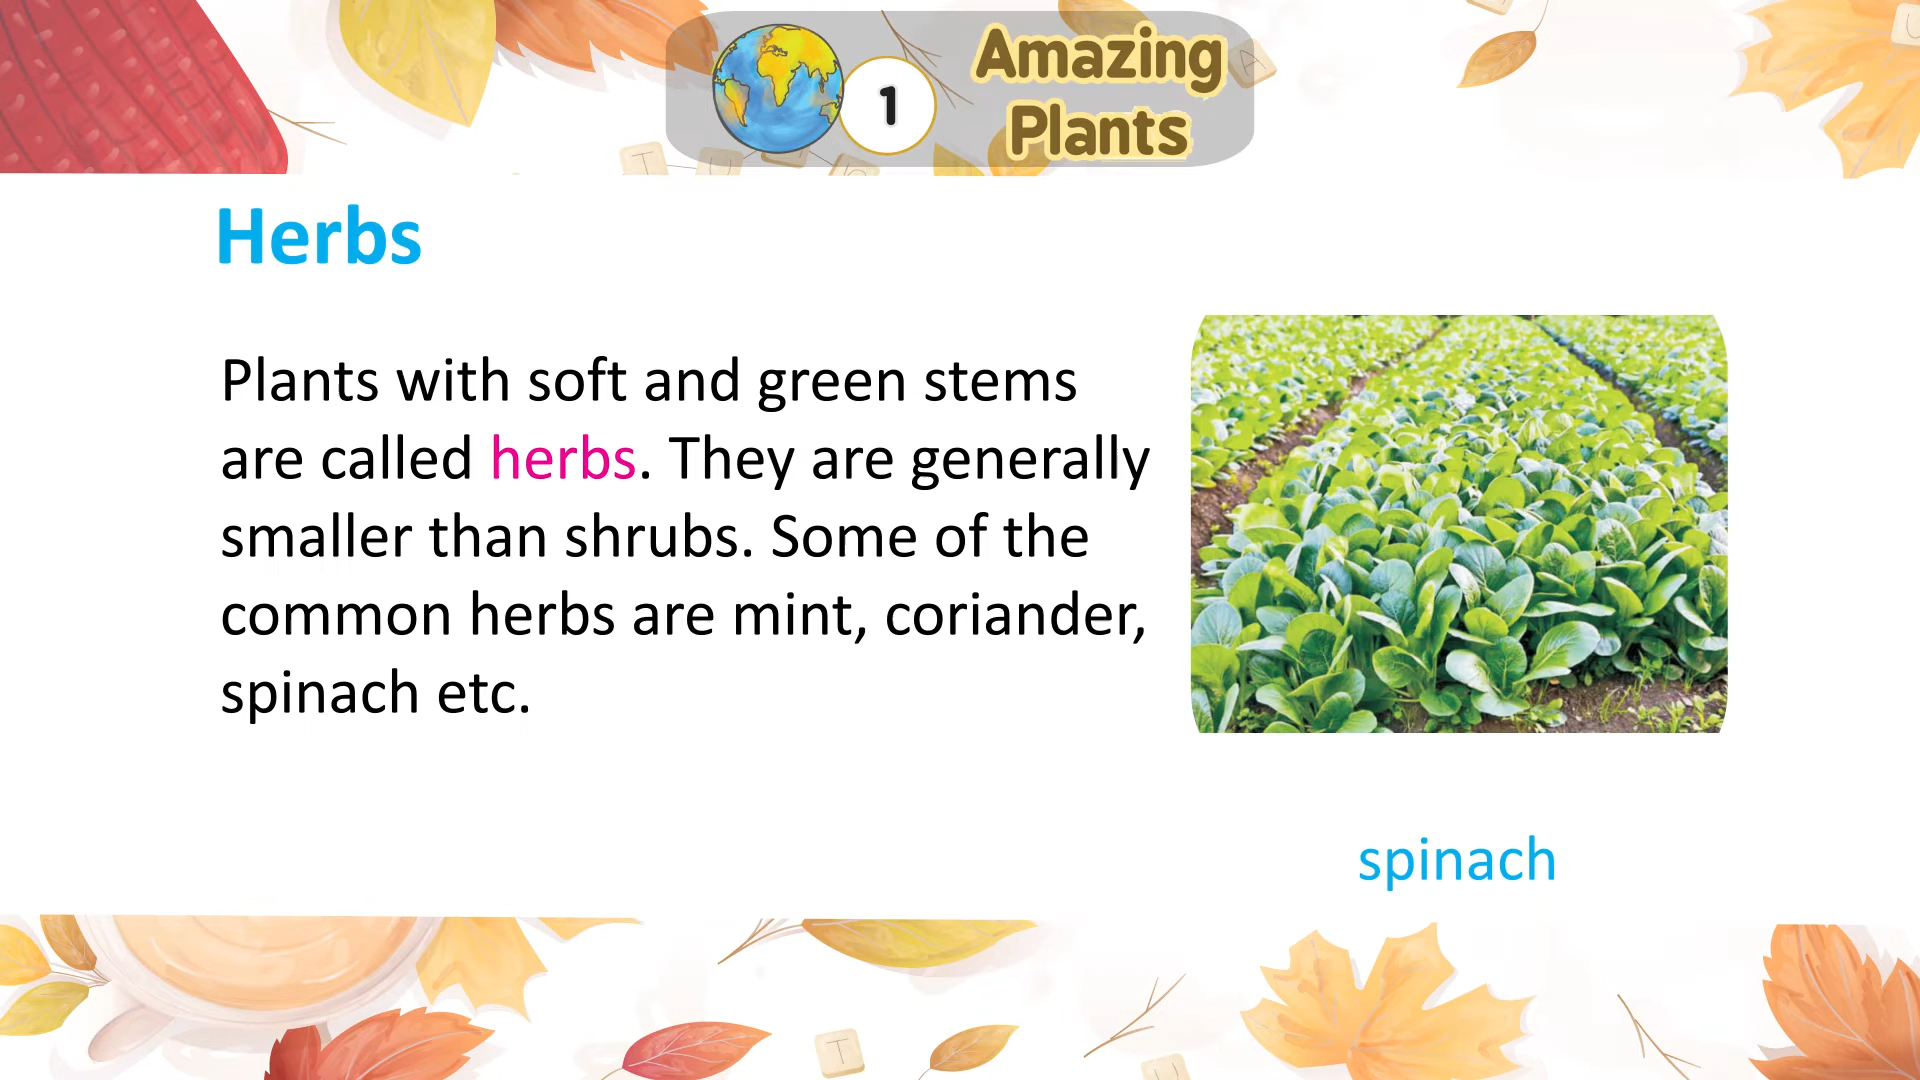 1
Amazing
Plants
Herbs
Plants with soft and green stems
are called herbs. They are generally
smaller than shrubs. Some of the
common herbs are mint, coriander,
spinach etc.
spinach
T